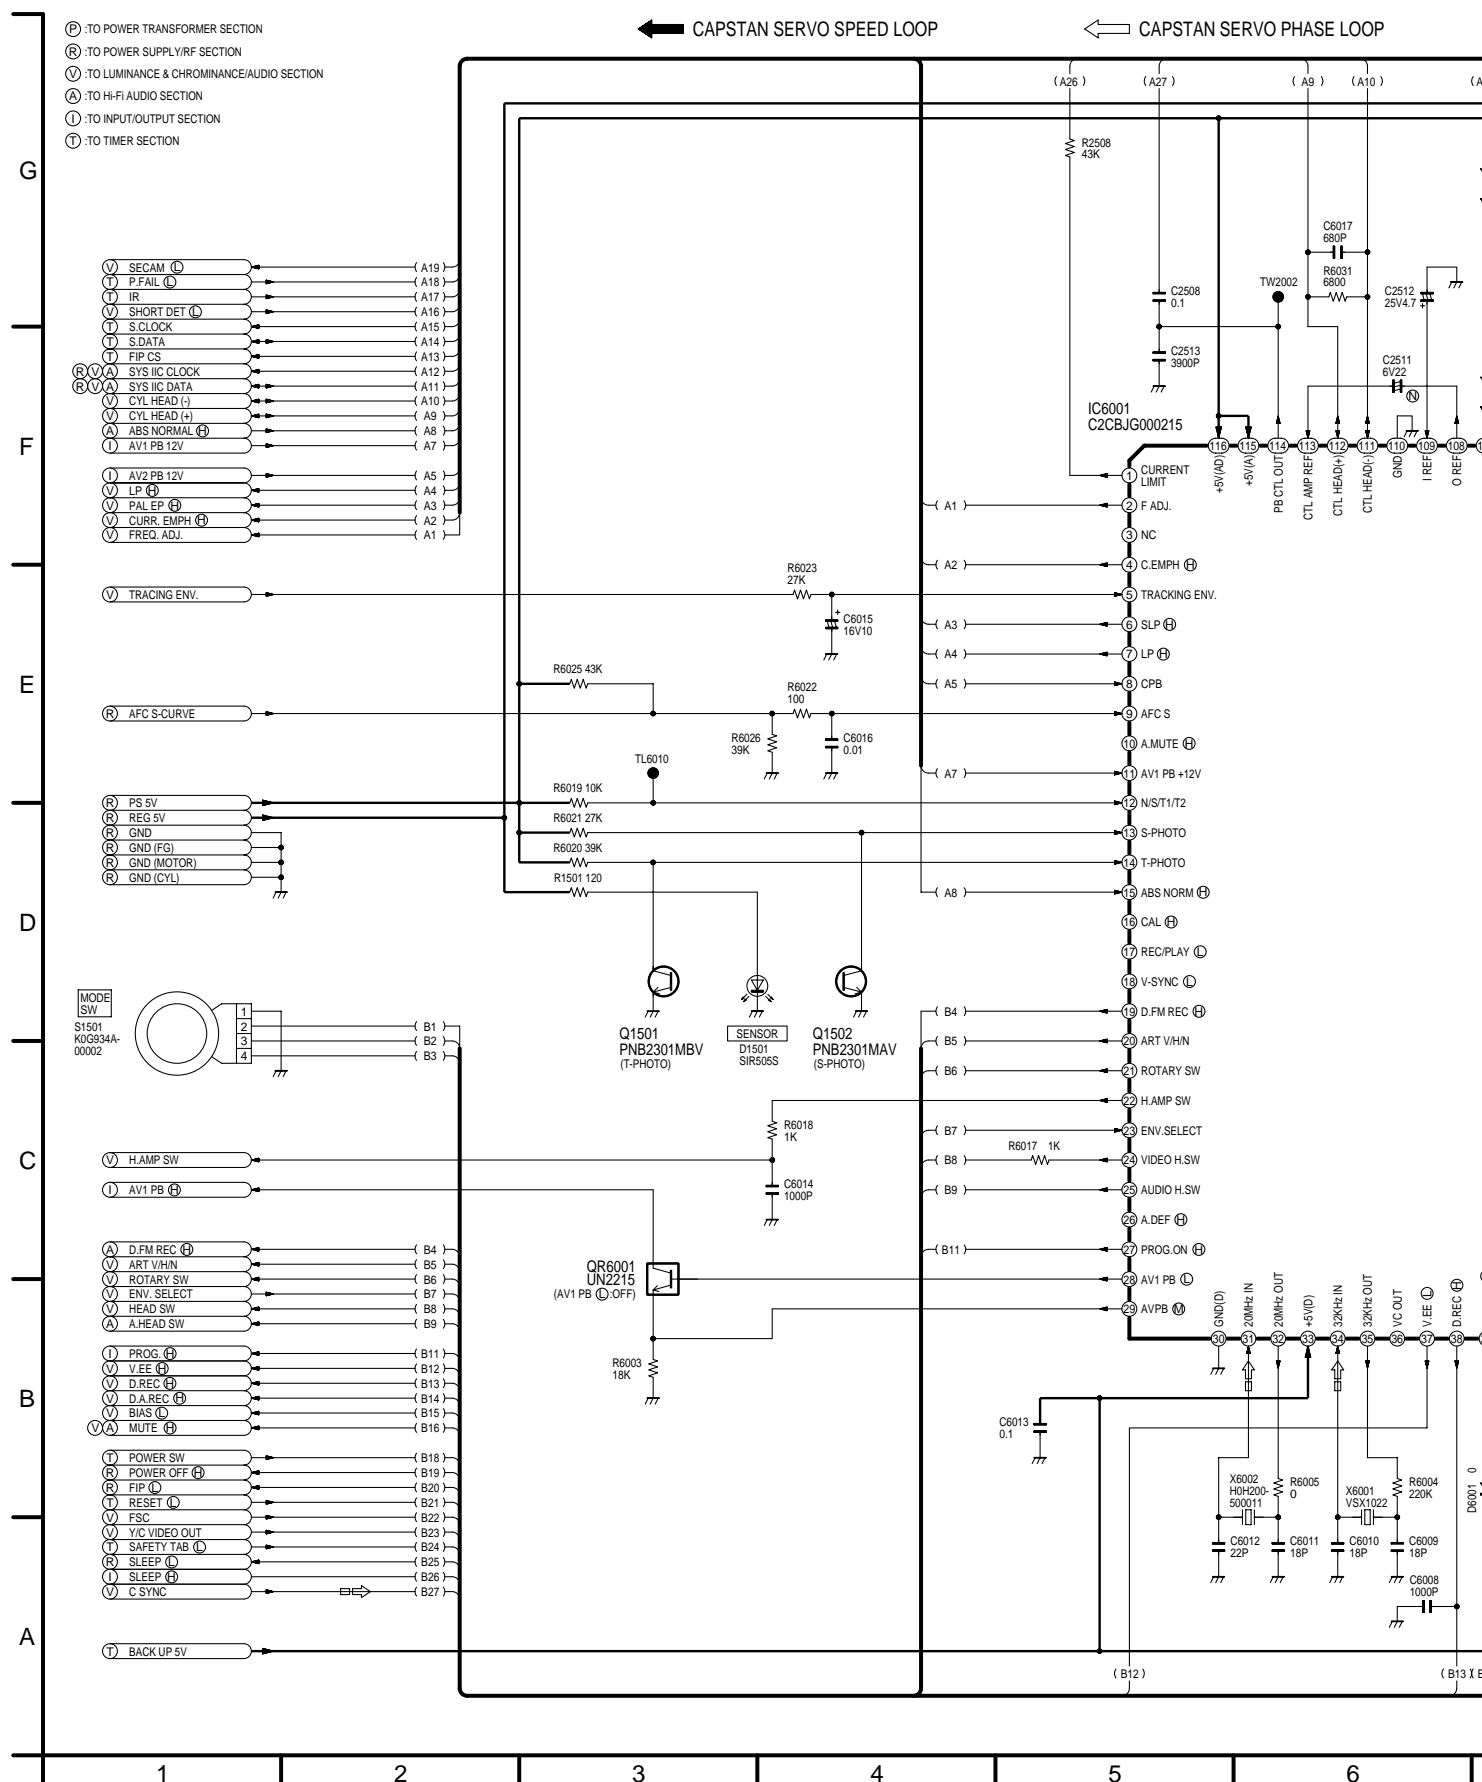 Ⓟ :TO POWER TRANSFORMER SECTION
Ⓡ :TO POWER SUPPLY/RF SECTION
Ⓥ :TO LUMINANCE & CHROMINANCE/AUDIO SECTION
Ⓐ :TO Hi-Fi AUDIO SECTION
Ⓘ :TO INPUT/OUTPUT SECTION
Ⓣ :TO TIMER SECTION
CAPSTAN SERVO SPEED LOOP
CAPSTAN SERVO PHASE LOOP
(A26) (A27) (A9) (A10)
R2508
43K
G
C6017
680P
R6031
6800
C2512
25V4.7 +
TW2002
C2508
0.1
C2513
3900P
C2511
6V22
Ⓝ
IC6001
C2CBJG000215
Ⓥ SECAM Ⓛ (A19)
Ⓣ P.FAIL Ⓛ (A18)
Ⓣ IR (A17)
Ⓥ SHORT DET Ⓛ (A16)
Ⓣ S.CLOCK (A15)
Ⓣ S.DATA (A14)
Ⓣ FIP CS (A13)
ⓇⓋⒶ SYS IIC CLOCK (A12)
ⓇⓋⒶ SYS IIC DATA (A11)
Ⓥ CYL HEAD (-) (A10)
Ⓥ CYL HEAD (+) (A9)
Ⓐ ABS NORMAL Ⓗ (A8)
Ⓘ AV1 PB 12V (A7)
F
Ⓘ AV2 PB 12V (A5)
Ⓥ LP Ⓗ (A4)
Ⓥ PAL EP Ⓗ (A3)
Ⓥ CURR. EMPH Ⓗ (A2)
Ⓥ FREQ. ADJ. (A1)
116 +5V(AD)
115 +5V(A)
114 PB CTL OUT
113 CTL AMP REF
112 CTL HEAD(+)
111 CTL HEAD(-)
110 GND
109 I REF
108 O REF
1 CURRENT
LIMIT
(A1) 2 F ADJ.
3 NC
(A2) 4 C.EMPH Ⓗ
R6023
27K
Ⓥ TRACING ENV.
5 TRACKING ENV.
+ C6015
16V10
(A3) 6 SLP Ⓗ
(A4) 7 LP Ⓗ
R6025 43K
(A5) 8 CPB
E
R6022
100
Ⓡ AFC S-CURVE
9 AFC S
R6026
39K
C6016
0.01
10 A.MUTE Ⓗ
TL6010
(A7) 11 AV1 PB +12V
R6019 10K
Ⓡ PS 5V
12 N/S/T1/T2
Ⓡ REG 5V
R6021 27K
Ⓡ GND
13 S-PHOTO
Ⓡ GND (FG)
R6020 39K
Ⓡ GND (MOTOR)
14 T-PHOTO
Ⓡ GND (CYL)
R1501 120
(A8) 15 ABS NORM Ⓗ
D
16 CAL Ⓗ
17 REC/PLAY Ⓛ
18 V-SYNC Ⓛ
MODE
SW
S1501
K0G934A-
00002
1
2 (B1)
3 (B2)
4 (B3)
Q1501
PNB2301MBV
(T-PHOTO)
SENSOR
D1501
SIR505S
Q1502
PNB2301MAV
(S-PHOTO)
(B4) 19 D.FM REC Ⓗ
(B5) 20 ART V/H/N
(B6) 21 ROTARY SW
22 H.AMP SW
R6018
1K
(B7) 23 ENV.SELECT
R6017 1K
(B8) 24 VIDEO H.SW
C
Ⓥ H.AMP SW
C6014
1000P
Ⓘ AV1 PB Ⓗ
(B9) 25 AUDIO H.SW
26 A.DEF Ⓗ
(B11) 27 PROG.ON Ⓗ
28 AV1 PB Ⓛ
29 AVPB Ⓜ
QR6001
UN2215
(AV1 PB Ⓛ:OFF)
Ⓐ D.FM REC Ⓗ (B4)
Ⓥ ART V/H/N (B5)
Ⓥ ROTARY SW (B6)
Ⓥ ENV. SELECT (B7)
Ⓥ HEAD SW (B8)
Ⓐ A.HEAD SW (B9)
Ⓘ PROG. Ⓗ (B11)
Ⓥ V.EE Ⓗ (B12)
Ⓥ D.REC Ⓗ (B13)
Ⓥ D.A.REC Ⓗ (B14)
Ⓥ BIAS Ⓛ (B15)
ⓋⒶ MUTE Ⓗ (B16)
B
R6003
18K
30 GND(D)
31 20MHz IN
32 20MHz OUT
33 +5V(D)
34 32KHz IN
35 32KHz OUT
36 VC OUT
37 V.EE Ⓛ
38 D.REC Ⓗ
C6013
0.1
Ⓣ POWER SW (B18)
Ⓡ POWER OFF Ⓗ (B19)
Ⓡ FIP Ⓛ (B20)
Ⓣ RESET Ⓛ (B21)
Ⓥ FSC (B22)
Ⓥ Y/C VIDEO OUT (B23)
Ⓣ SAFETY TAB Ⓛ (B24)
Ⓡ SLEEP Ⓛ (B25)
Ⓘ SLEEP Ⓗ (B26)
Ⓥ C SYNC (B27)
X6002
H0H200-
500011
R6005
0
X6001
VSX1022
R6004
220K
D6001 0
C6012
22P
C6011
18P
C6010
18P
C6009
18P
C6008
1000P
A
Ⓣ BACK UP 5V
(B12) (B13)
1 2 3 4 5 6